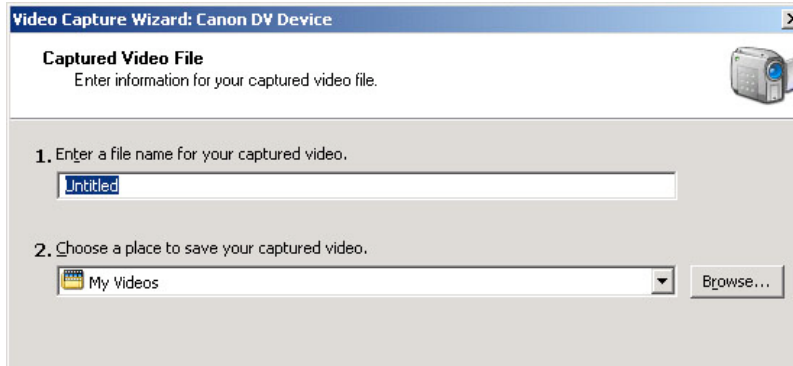 Video Capture Wizard: Canon DV Device
Captured Video File
Enter information for your captured video file.
1. Enter a file name for your captured video.
Untitled
2. Choose a place to save your captured video.
My Videos
Browse...